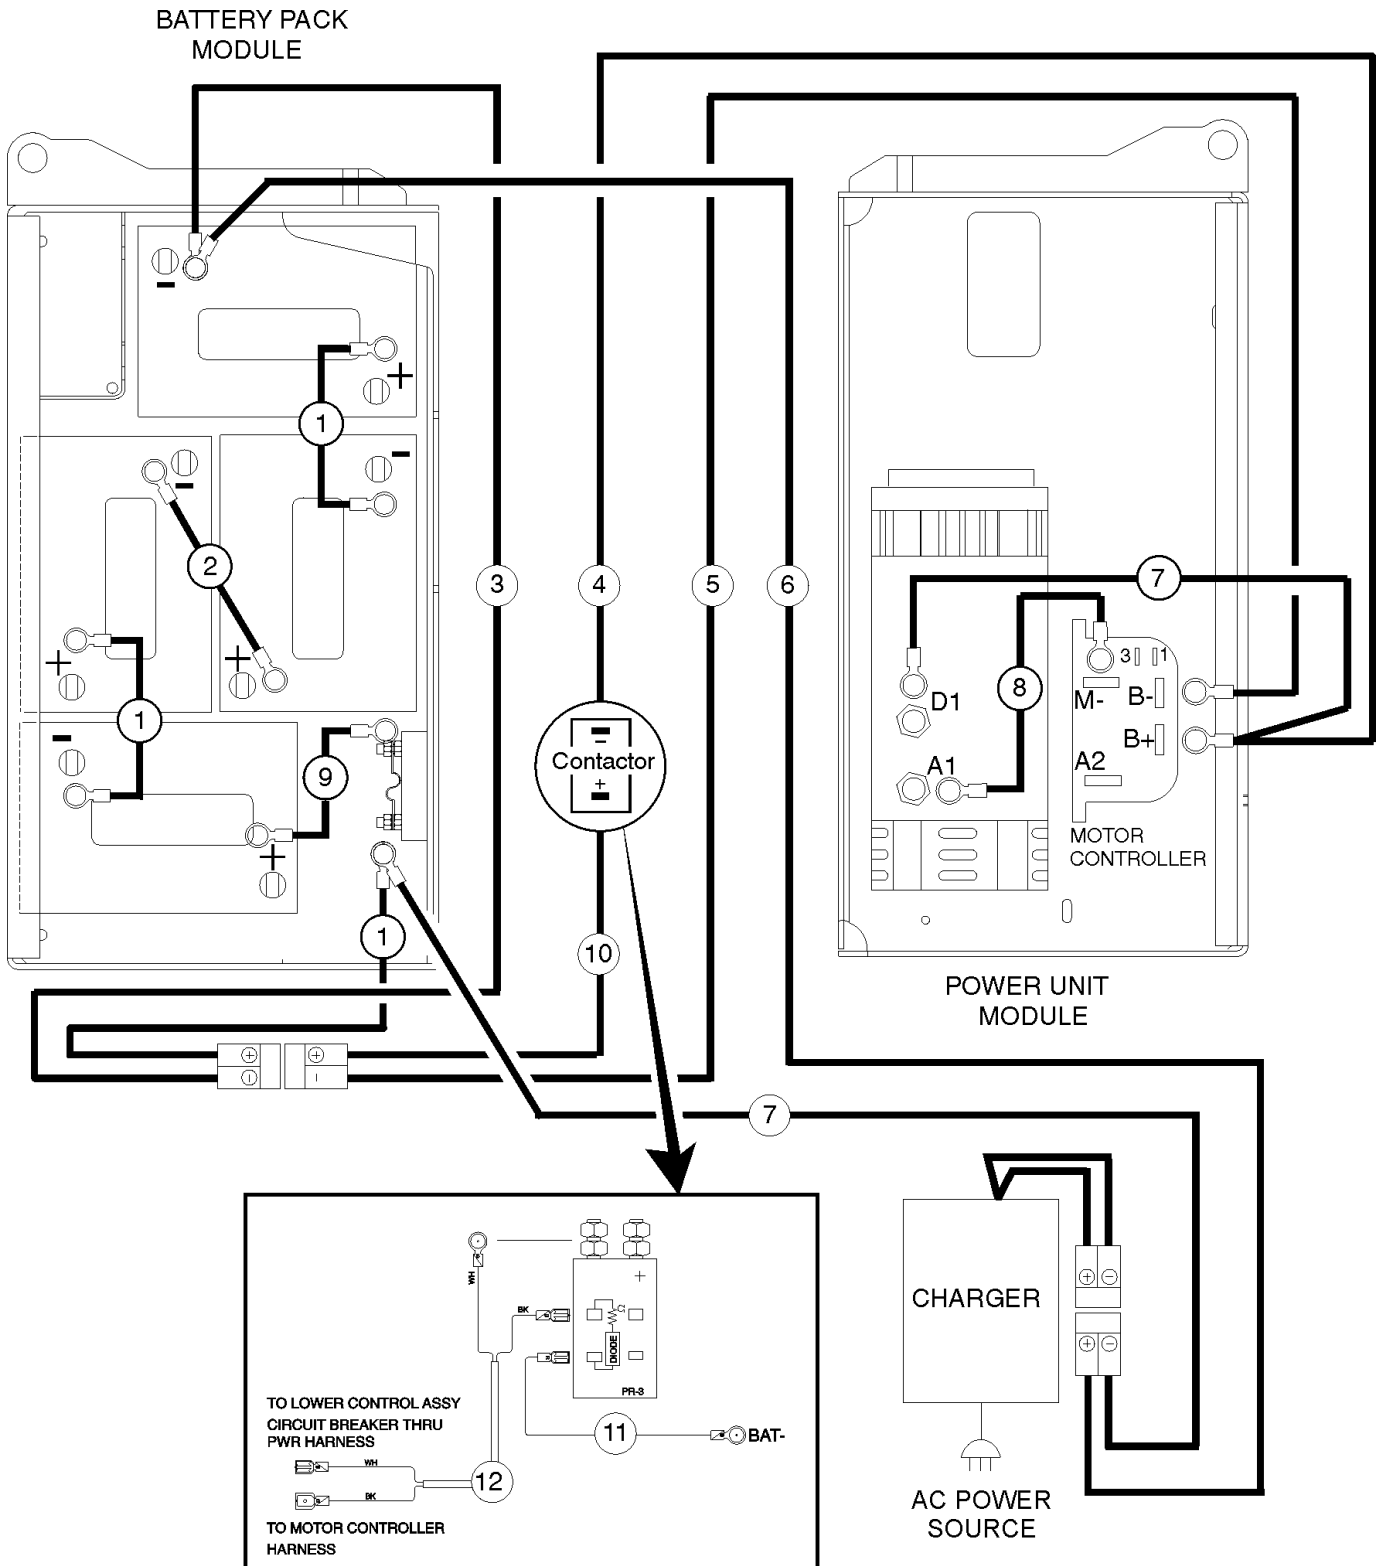 BATTERY PACK
MODULE
−
+
1
−
−
2
3
4
5
6
7
+
+
1
−
9
+
1
8
D1
A1
3
1
M-
B-
B+
A2
MOTOR
CONTROLLER
−
Contactor
+
10
POWER UNIT
MODULE
+
+
−
−
7
CHARGER
+
−
+
−
AC POWER
SOURCE
WH
+
BK
Ω
DIODE
PR-3
TO LOWER CONTROL ASSY
CIRCUIT BREAKER THRU
PWR HARNESS
11
BAT-
WH
12
BK
TO MOTOR CONTROLLER
HARNESS